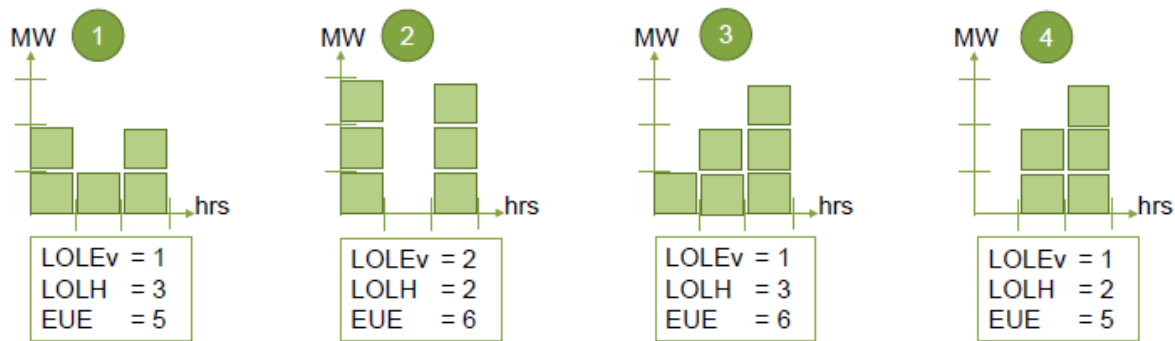 MW 1
hrs
LOLEv = 1
LOLH = 3
EUE = 5
MW 2
hrs
LOLEv = 2
LOLH = 2
EUE = 6
MW 3
hrs
LOLEv = 1
LOLH = 3
EUE = 6
MW 4
hrs
LOLEv = 1
LOLH = 2
EUE = 5